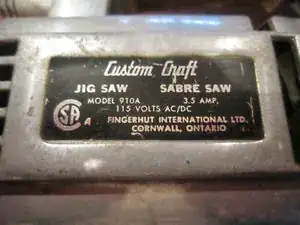 Custom Craft
JIG SAW SABRE SAW
MODEL 910A 3.5 AMP.
115 VOLTS AC/DC
CSA A FINGERHUT INTERNATIONAL LTD.
CORNWALL, ONTARIO